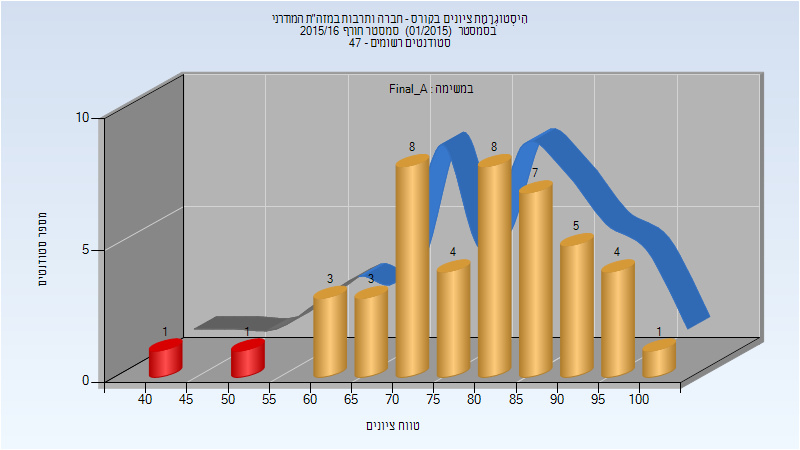 היסטוגרמת ציונים בקורס - חברה ותרבות במזה"ת המודרני
בסמסטר (01/2015) סמסטר חורף 2015/16
סטודנטים רשומים - 47
במשימה : Final_A
מספר סטודנטים
10
5
0
1
1
3
3
8
4
8
7
5
4
1
40 45 50 55 60 65 70 75 80 85 90 95 100
טווח ציונים